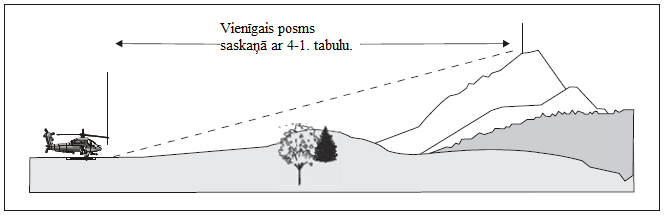 Vienīgais posms
saskaņā ar 4-1. tabulu.